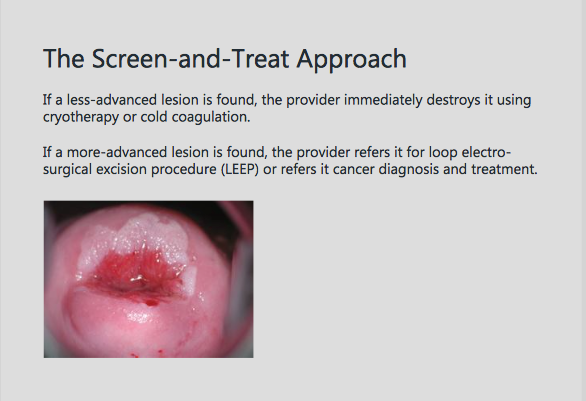 The Screen-and-Treat Approach
If a less-advanced lesion is found, the provider immediately destroys it using
cryotherapy or cold coagulation.
If a more-advanced lesion is found, the provider refers it for loop electro-
surgical excision procedure (LEEP) or refers it cancer diagnosis and treatment.